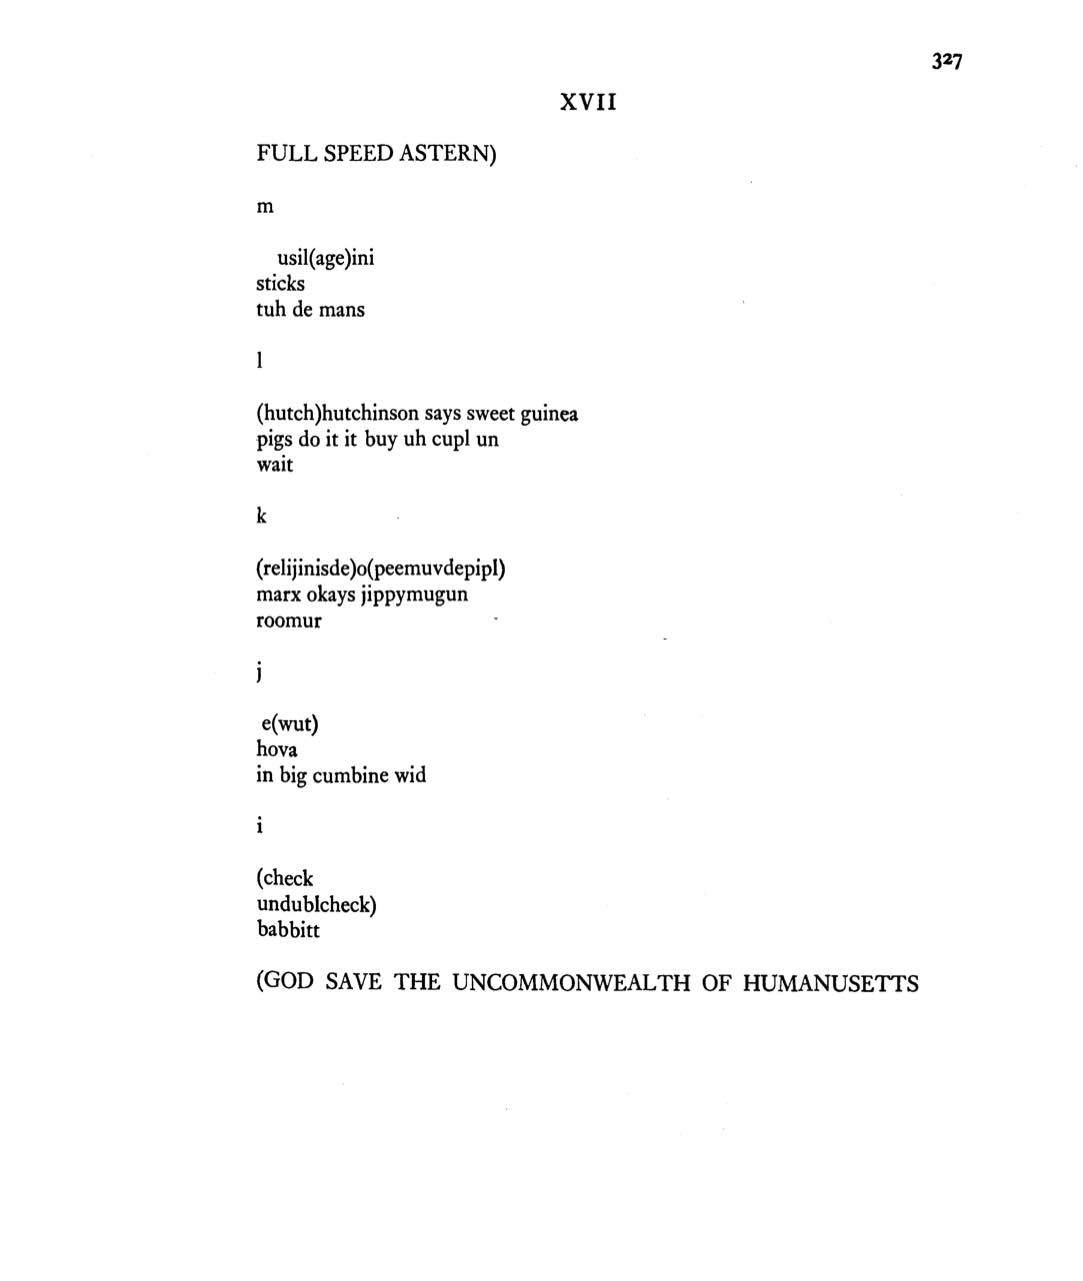 327
XVII
FULL SPEED ASTERN)
m
usil(age)ini
sticks
tuh de mans
l
(hutch)hutchinson says sweet guinea
pigs do it it buy uh cupl un
wait
k
(relijinisde)o(peemuvdepipl)
marx okays jippymugun
roomur
j
e(wut)
hova
in big cumbine wid
i
(check
undublcheck)
babbitt
(GOD SAVE THE UNCOMMONWEALTH OF HUMANUSETTS